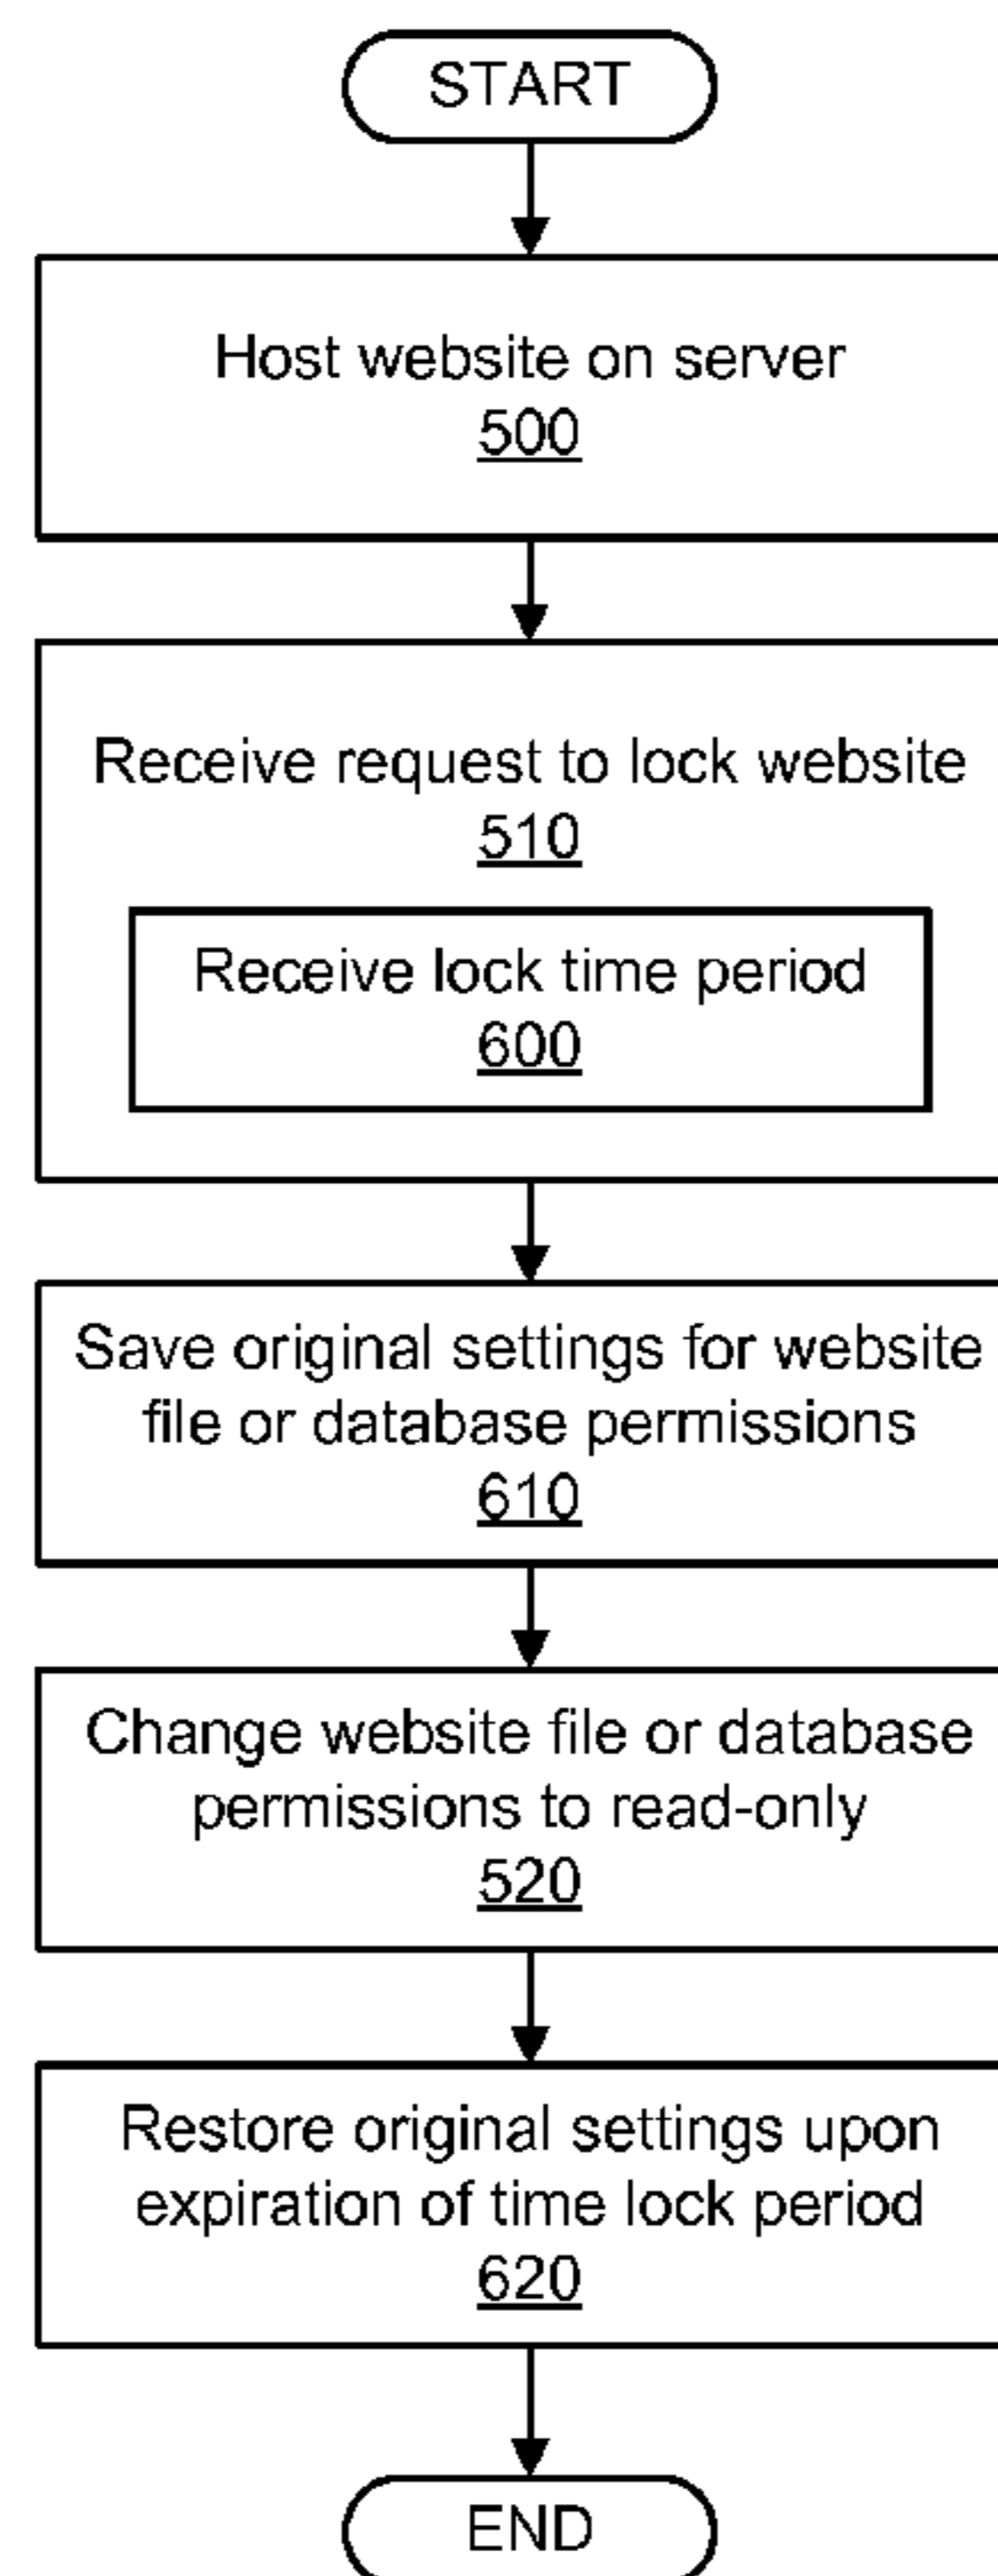 START
Host website on server
500
Receive request to lock website
510
Receive lock time period
600
Save original settings for website
file or database permissions
610
Change website file or database
permissions to read-only
520
Restore original settings upon
expiration of time lock period
620
END